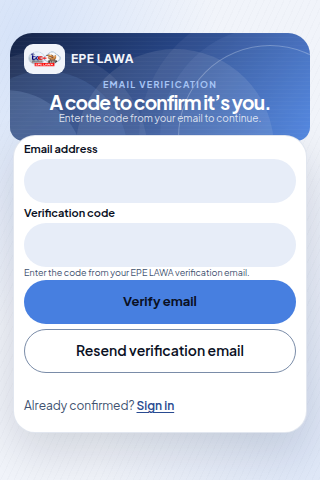 EPE LAWA
EMAIL VERIFICATION
A code to confirm it's you.
Enter the code from your email to continue.
Email address
Verification code
Enter the code from your EPE LAWA verification email.
Verify email
Resend verification email
Already confirmed? Sign in